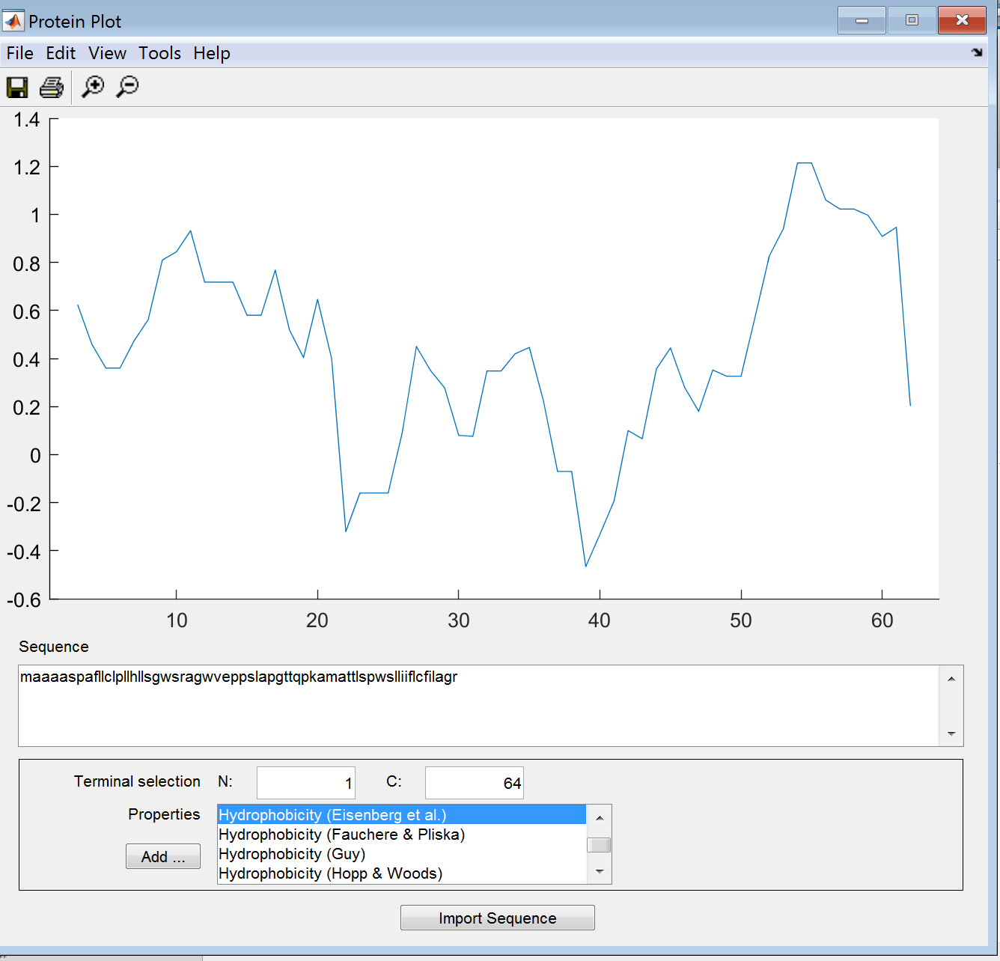 Protein Plot
File Edit View Tools Help
1.4
1.2
1
0.8
0.6
0.4
0.2
0
-0.2
-0.4
-0.6
10 20 30 40 50 60
Sequence
maaaaspafllclpllhllsgwsragwveppslapgttqpkamattlspwslliiflcfilagr
Terminal selection N: 1 C: 64
Properties
Hydrophobicity (Eisenberg et al.)
Hydrophobicity (Fauchere & Pliska)
Add ...
Hydrophobicity (Guy)
Hydrophobicity (Hopp & Woods)
Import Sequence